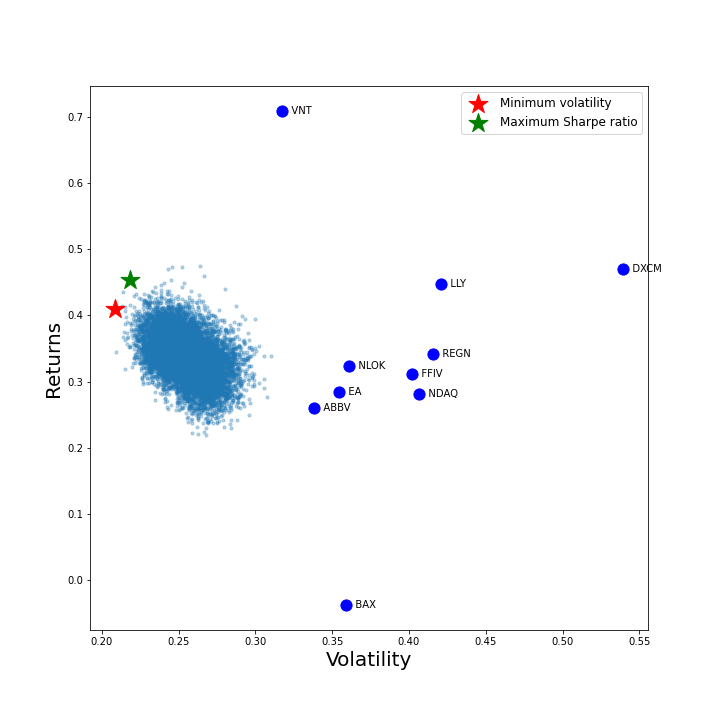 Minimum volatility
Maximum Sharpe ratio
VNT
DXCM
LLY
REGN
NLOK
FFIV
EA
NDAQ
ABBV
BAX
Returns
0.7
0.6
0.5
0.4
0.3
0.2
0.1
0.0
0.20 0.25 0.30 0.35 0.40 0.45 0.50 0.55
Volatility